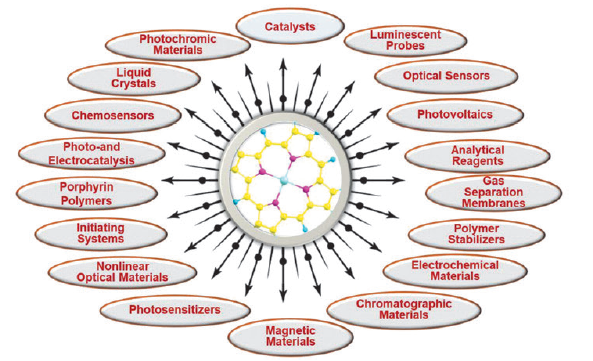 Catalysts
Luminescent
Probes
Optical Sensors
Photovoltaics
Analytical
Reagents
Gas
Separation
Membranes
Polymer
Stabilizers
Electrochemical
Materials
Chromatographic
Materials
Magnetic
Materials
Photosensitizers
Nonlinear
Optical Materials
Initiating
Systems
Porphyrin
Polymers
Photo-and
Electrocatalysis
Chemosensors
Liquid
Crystals
Photochromic
Materials